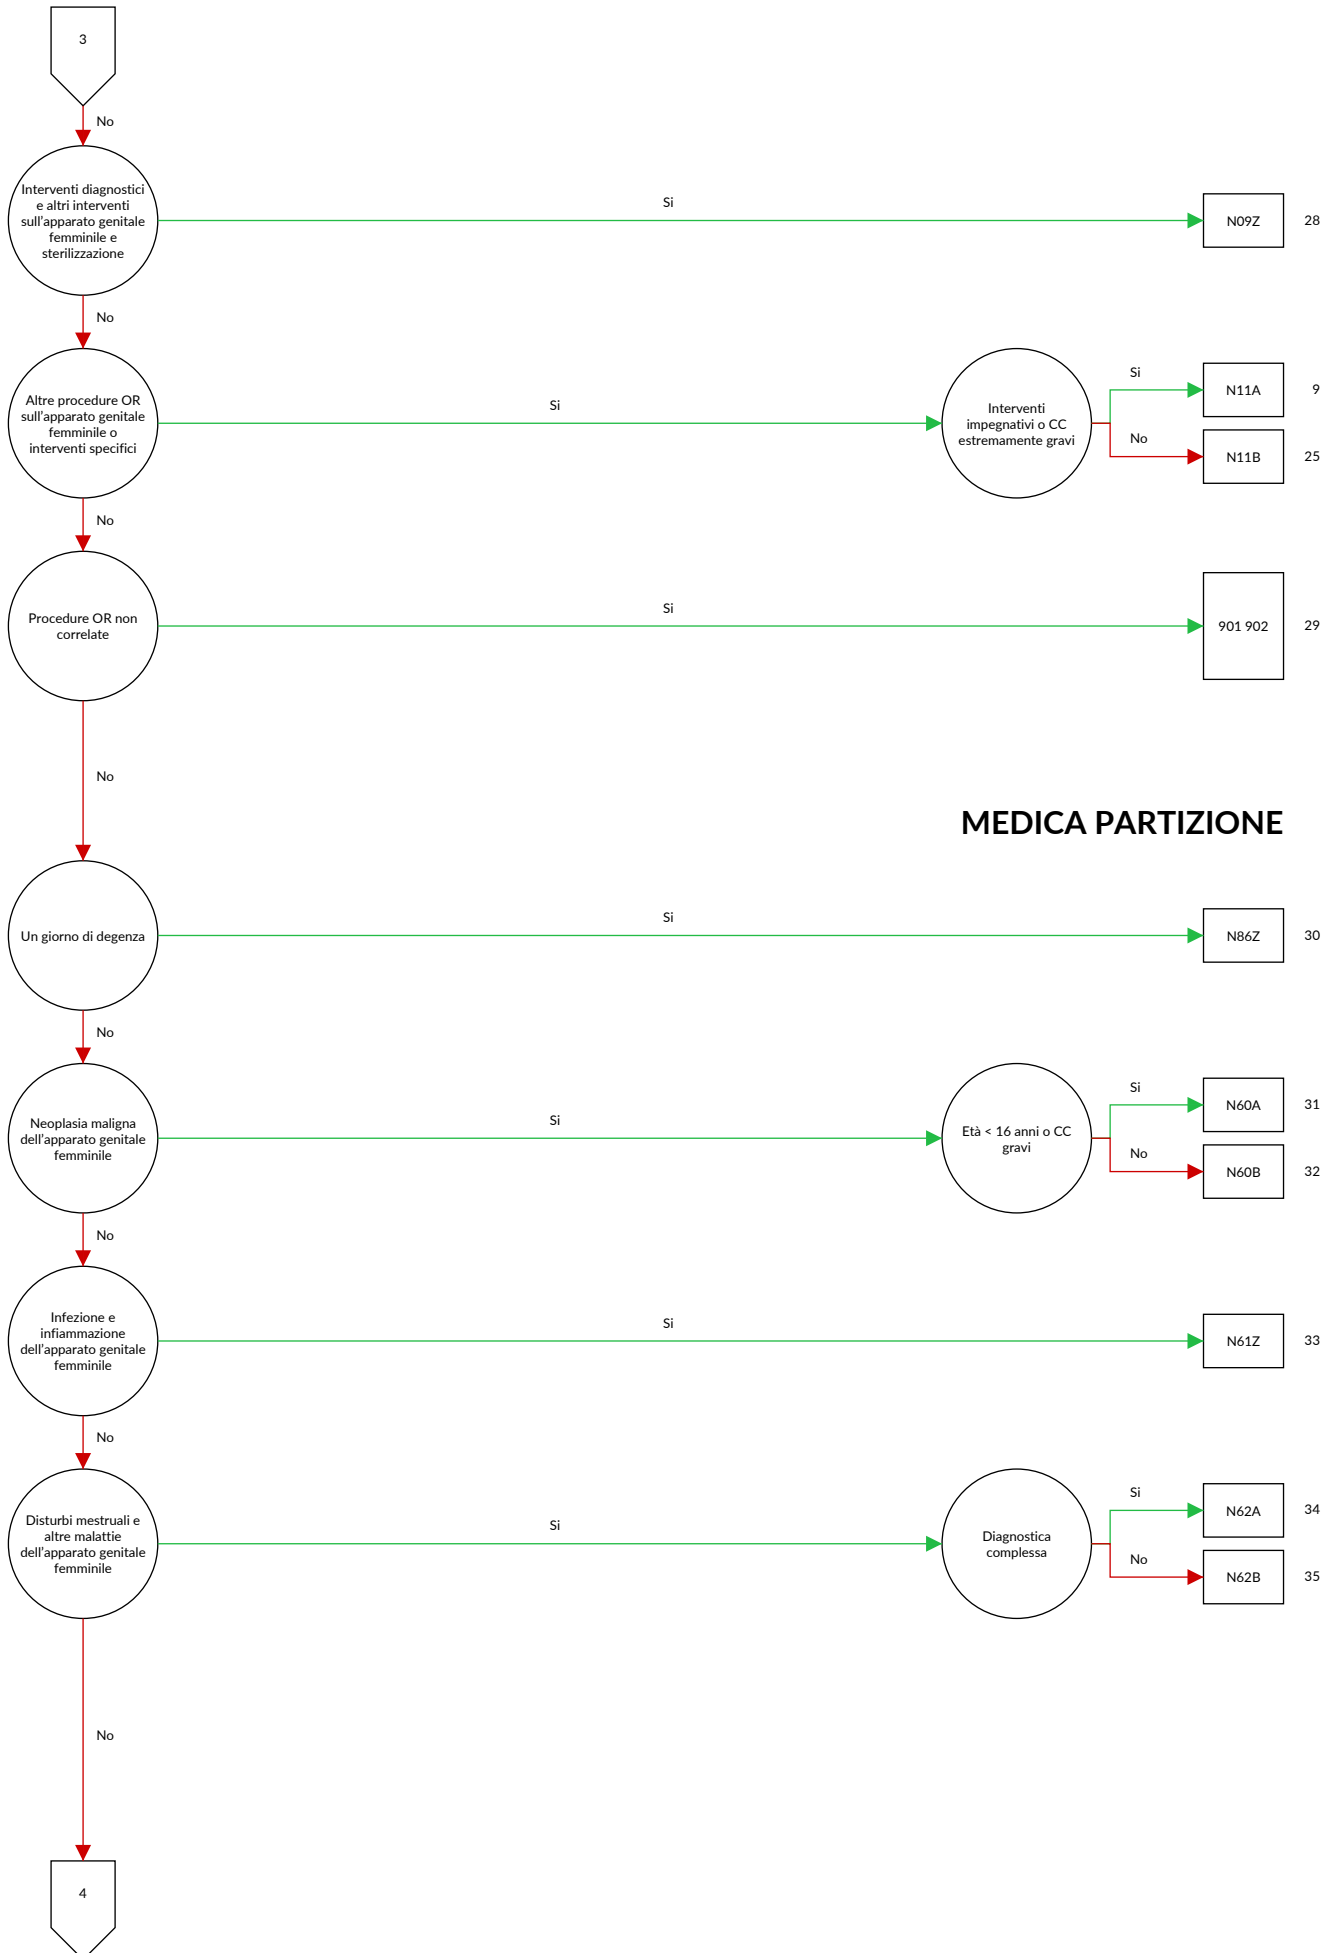 3
No
Interventi diagnostici
e altri interventi
sull'apparato genitale
femminile e
sterilizzazione
Si
N09Z
28
No
Altre procedure OR
sull'apparato genitale
femminile o
interventi specifici
Si
Interventi
impegnativi o CC
estremamente gravi
Si
N11A
9
No
N11B
25
No
Procedure OR non
correlate
Si
901 902
29
No
MEDICA PARTIZIONE
Un giorno di degenza
Si
N86Z
30
No
Neoplasia maligna
dell'apparato genitale
femminile
Si
Età < 16 anni o CC
gravi
Si
N60A
31
No
N60B
32
No
Infezione e
infiammazione
dell'apparato genitale
femminile
Si
N61Z
33
No
Disturbi mestruali e
altre malattie
dell'apparato genitale
femminile
Si
Diagnostica
complessa
Si
N62A
34
No
N62B
35
No
4